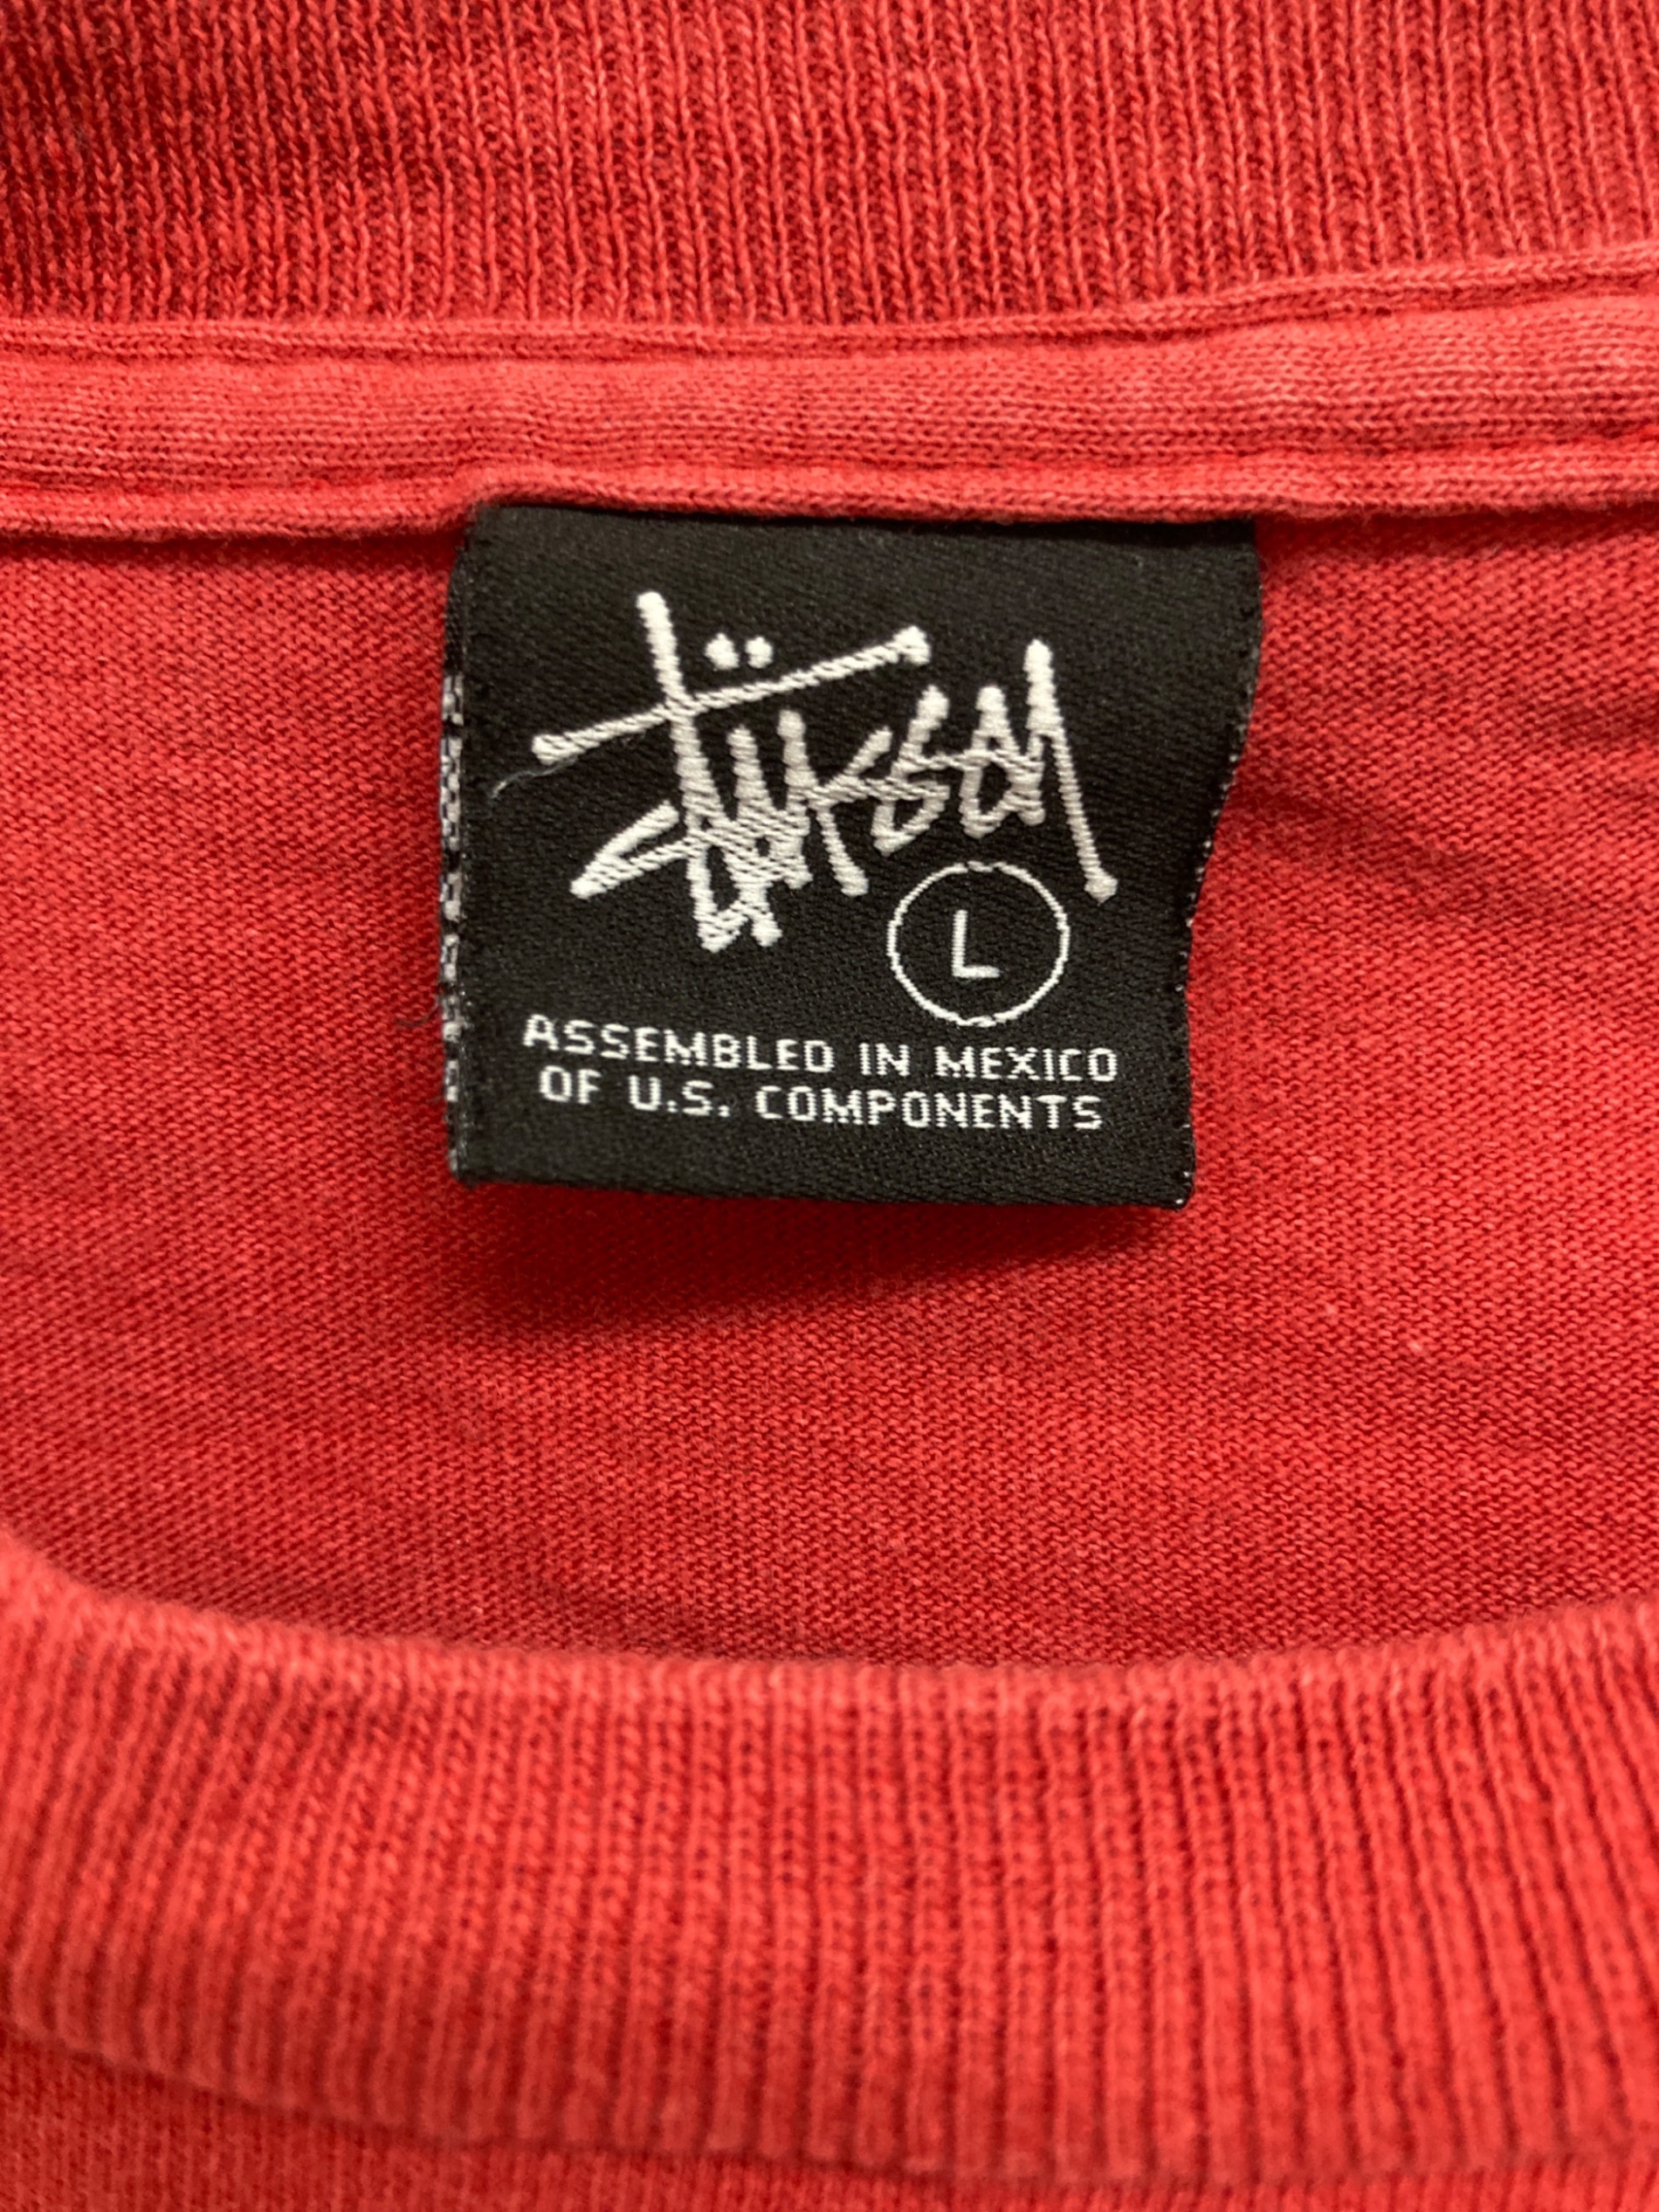 Stüssy
L
ASSEMBLED IN MEXICO
OF U.S. COMPONENTS